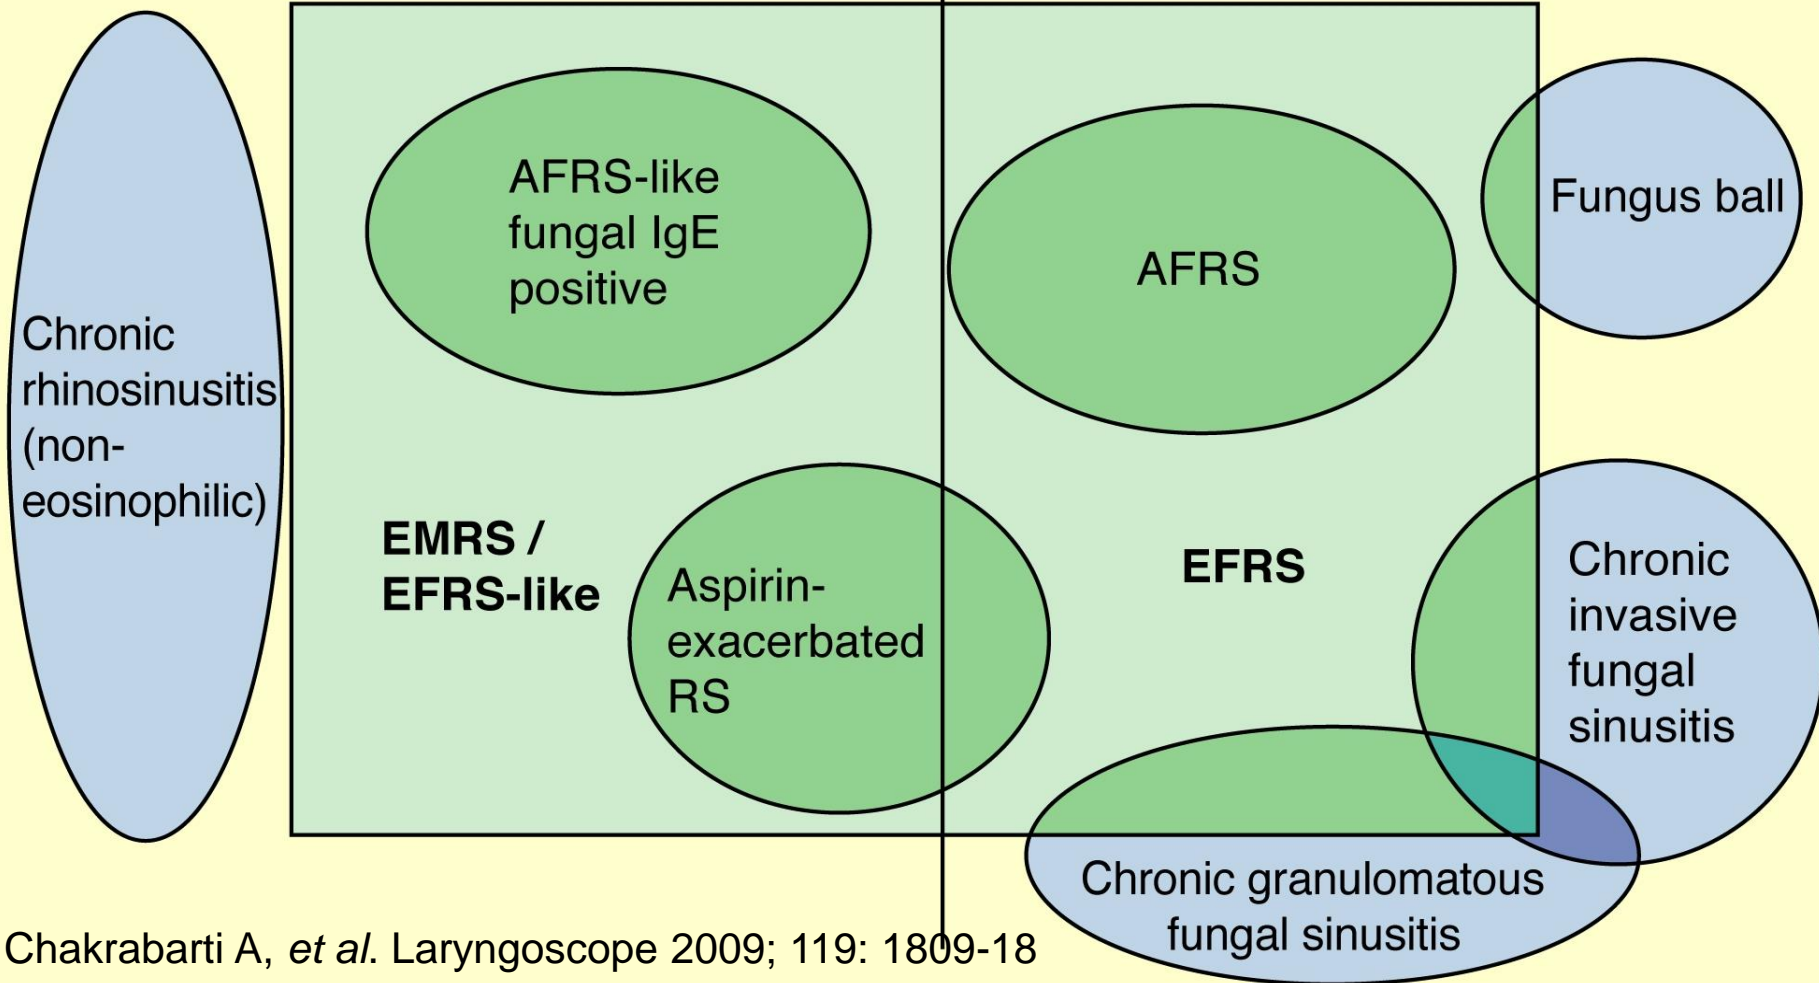 Chronic
rhinosinusitis
(non-
eosinophilic)
AFRS-like
fungal IgE
positive
AFRS
Fungus ball
EMRS /
EFRS-like
Aspirin-
exacerbated
RS
EFRS
Chronic
invasive
fungal
sinusitis
Chronic granulomatous
fungal sinusitis
Chakrabarti A, et al. Laryngoscope 2009; 119: 1809-18